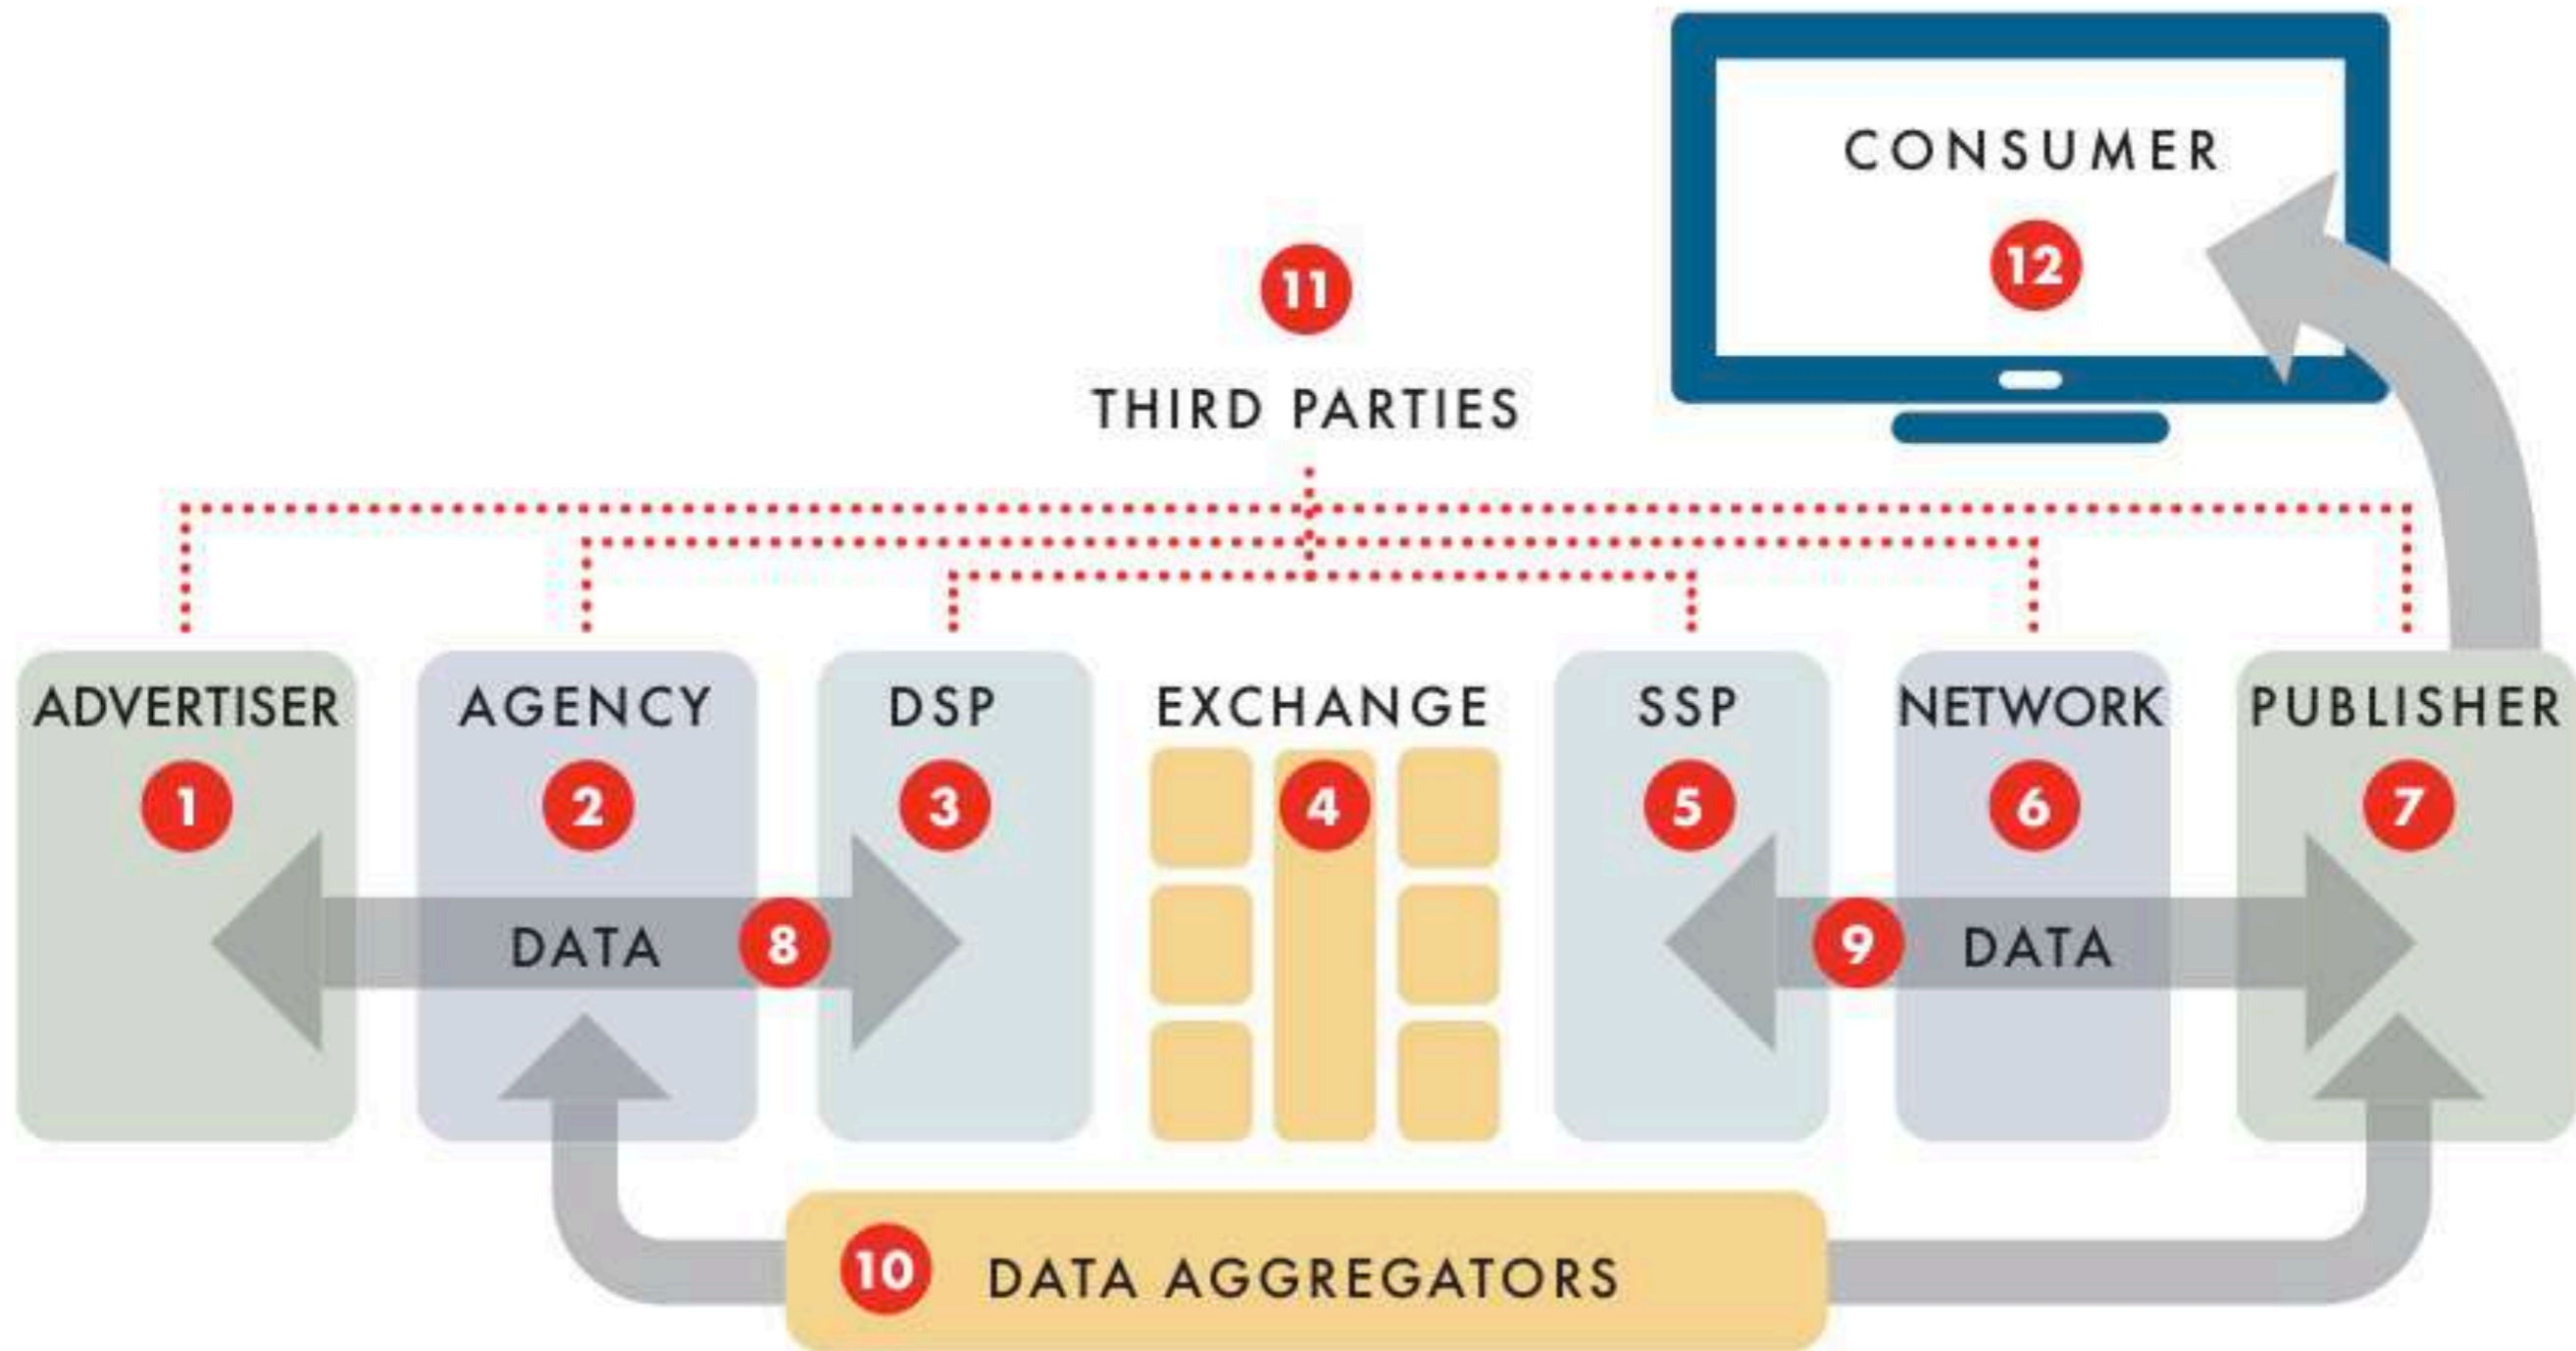 CONSUMER
12
11
THIRD PARTIES
ADVERTISER
1
AGENCY
2
DSP
3
EXCHANGE
4
SSP
5
NETWORK
6
PUBLISHER
7
DATA
8
9
DATA
10
DATA AGGREGATORS